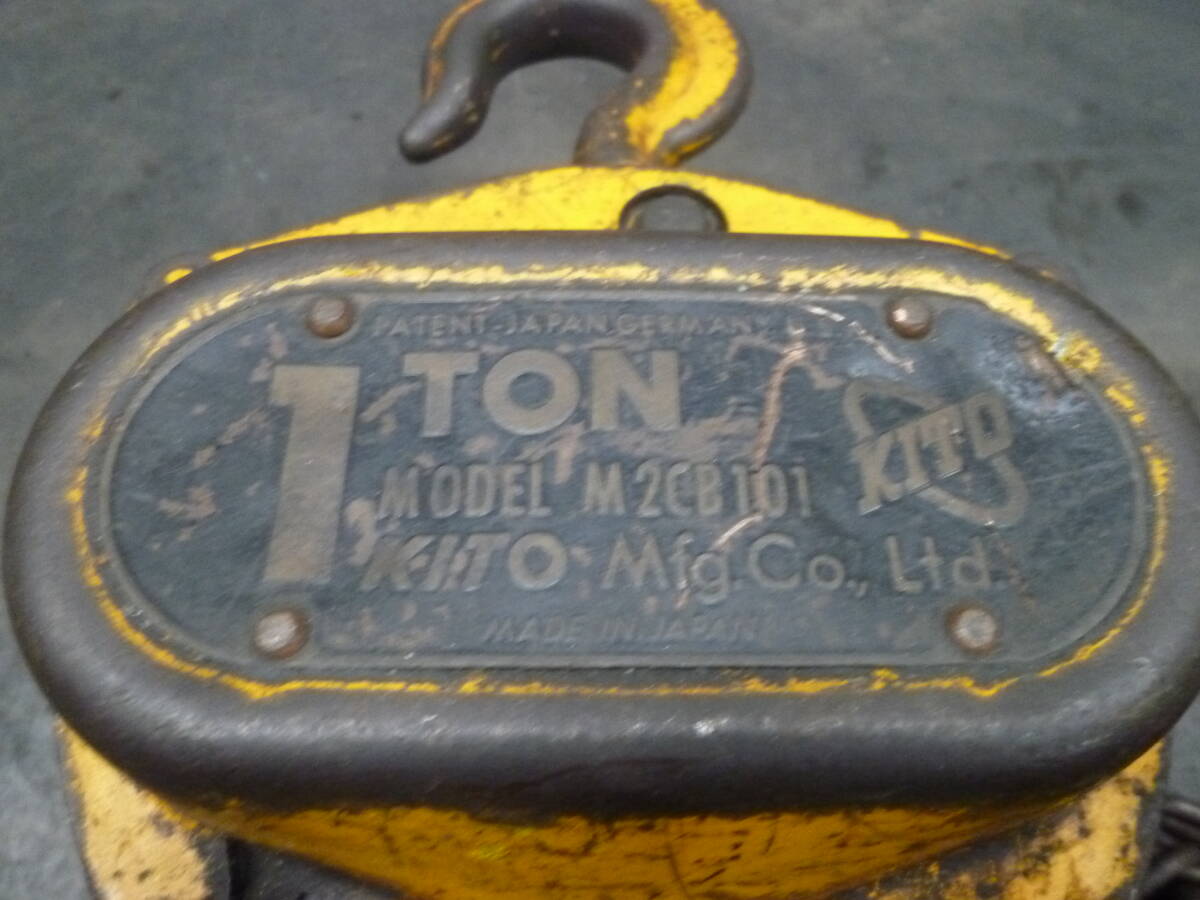 PATENT-JAPAN, GERMANY, U.S.
1 TON
KITO
MODEL M2CB101
KITO Mfg. Co., Ltd.
MADE IN JAPAN